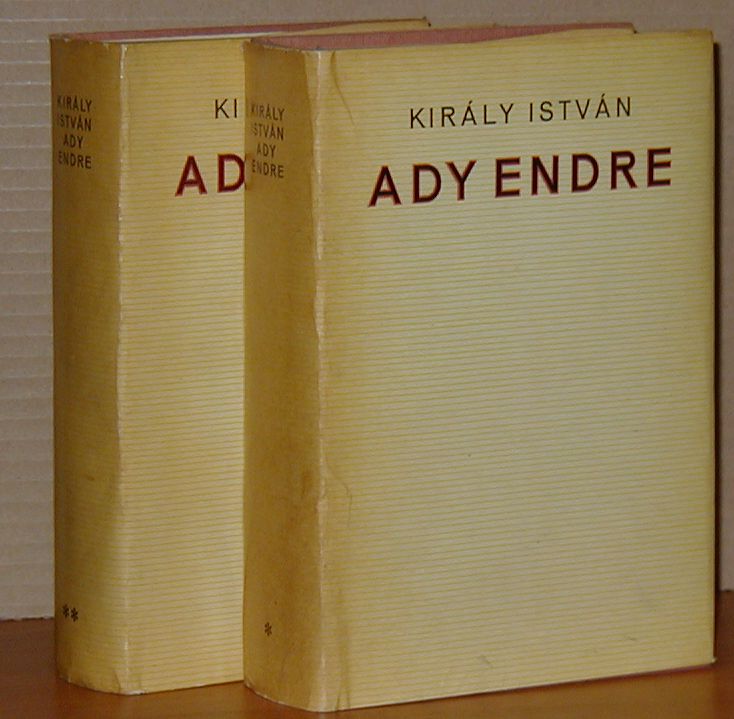 KIRÁLY
ISTVÁN
ADY
ENDRE
**
KI
AD
KIRÁLY
ISTVÁN
ADY
ENDRE
*
KIRÁLY ISTVÁN
ADY ENDRE